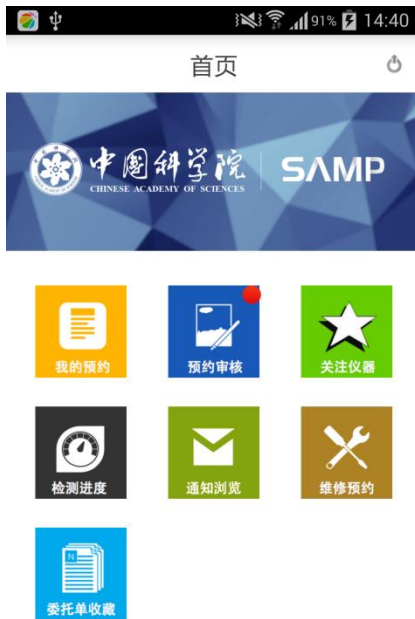 91% 14:40
首页
中国科学院 SAMP
CHINESE ACADEMY OF SCIENCES
我的预约 预约审核 关注仪器
检测进度 通知浏览 维修预约
N
委托单收藏